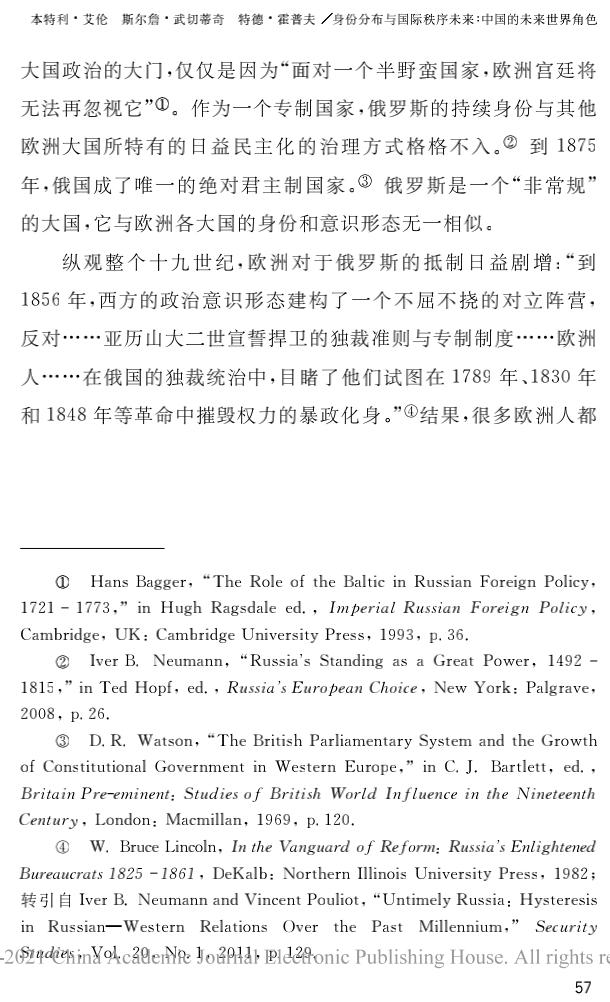 本特利·艾伦 斯尔詹·武切蒂奇 特德·霍普夫／身份分布与国际秩序未来:中国的未来世界角色
大国政治的大门,仅仅是因为“面对一个半野蛮国家,欧洲宫廷将
无法再忽视它”①。作为一个专制国家,俄罗斯的持续身份与其他
欧洲大国所特有的日益民主化的治理方式格格不入。② 到 1875
年,俄国成了唯一的绝对君主制国家。③ 俄罗斯是一个“非常规”
的大国,它与欧洲各大国的身份和意识形态无一相似。
纵观整个十九世纪,欧洲对于俄罗斯的抵制日益剧增:“到
1856 年,西方的政治意识形态建构了一个不屈不挠的对立阵营,
反对……亚历山大二世宣誓捍卫的独裁准则与专制制度……欧洲
人……在俄国的独裁统治中,目睹了他们试图在 1789 年、1830 年
和 1848 年等革命中摧毁权力的暴政化身。”④结果,很多欧洲人都
① Hans Bagger, “The Role of the Baltic in Russian Foreign Policy,
1721 - 1773,” in Hugh Ragsdale ed., Imperial Russian Foreign Policy,
Cambridge, UK: Cambridge University Press, 1993, p. 36.
② Iver B. Neumann, “Russia's Standing as a Great Power, 1492 -
1815,” in Ted Hopf, ed., Russia's European Choice, New York: Palgrave,
2008, p. 26.
③ D. R. Watson, “The British Parliamentary System and the Growth
of Constitutional Government in Western Europe,” in C. J. Bartlett, ed.,
Britain Pre-eminent: Studies of British World Influence in the Nineteenth
Century, London: Macmillan, 1969, p. 120.
④ W. Bruce Lincoln, In the Vanguard of Reform: Russia's Enlightened
Bureaucrats 1825 - 1861, DeKalb: Northern Illinois University Press, 1982;
转引自 Iver B. Neumann and Vincent Pouliot, “Untimely Russia: Hysteresis
in Russian—Western Relations Over the Past Millennium,” Security
Studies, Vol. 20, No. 1, 2011, p. 129.
-2021 China Academic Journal Electronic Publishing House. All rights re
57